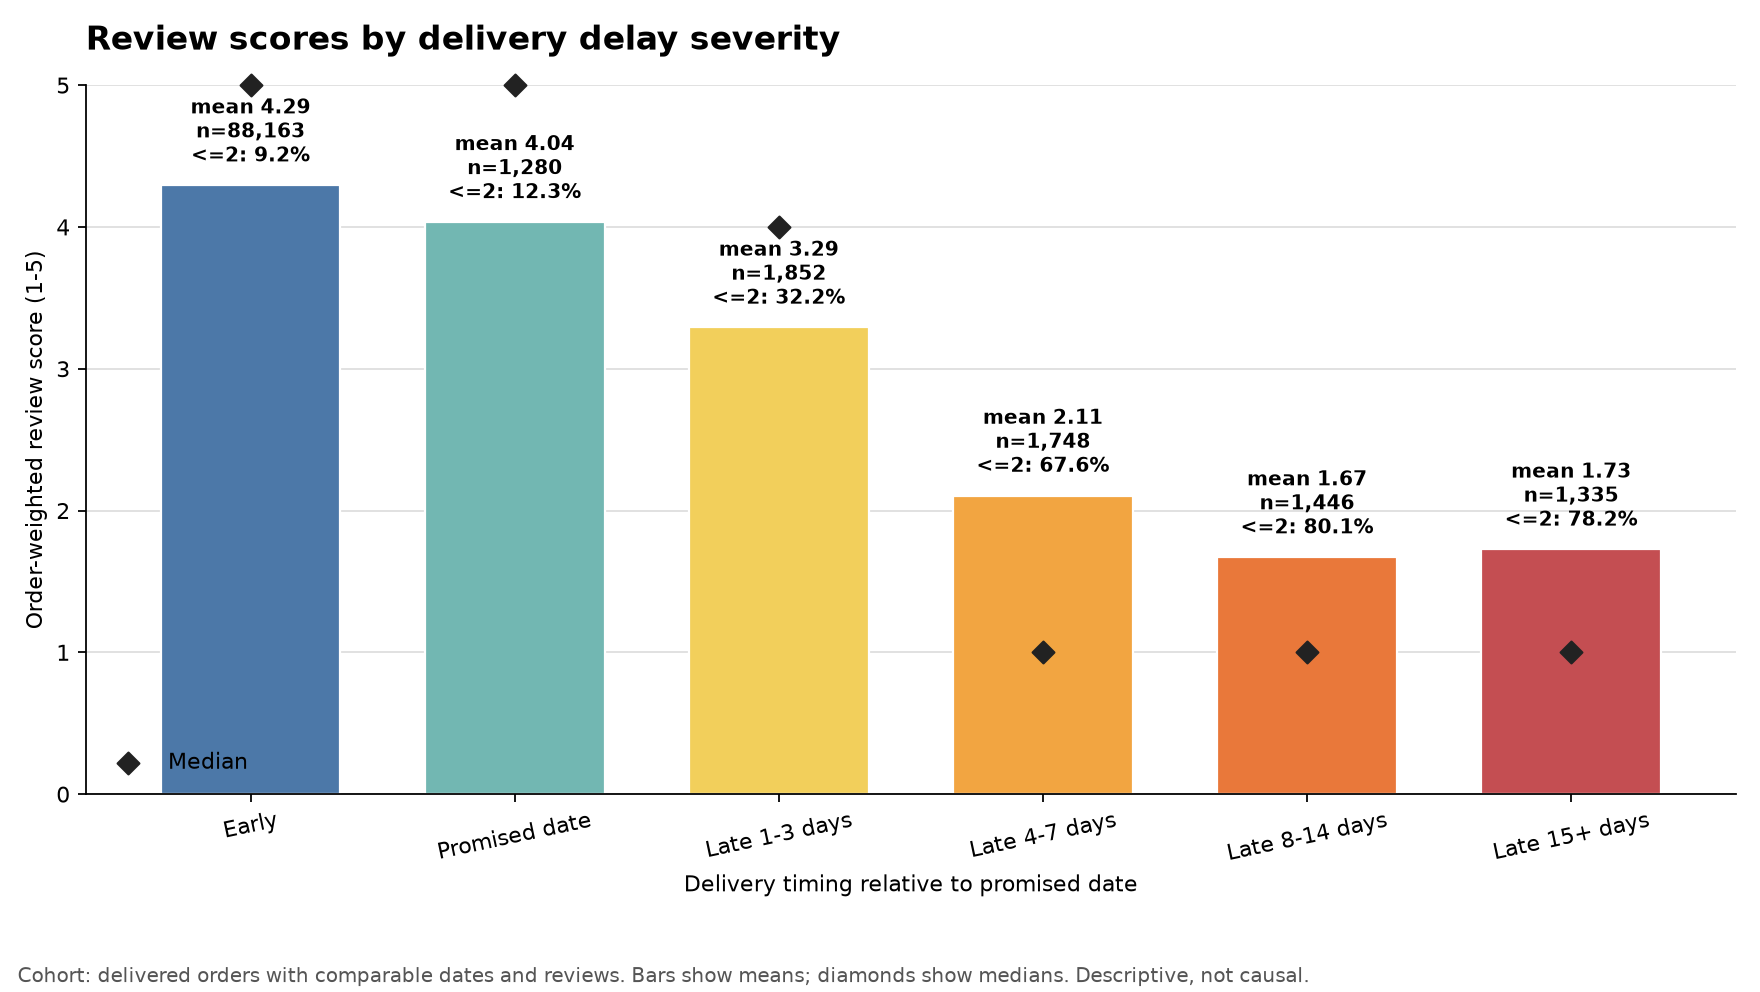 Review scores by delivery delay severity
5
4
3
2
1
0
Order-weighted review score (1-5)
mean 4.29
n=88,163
<=2: 9.2%
mean 4.04
n=1,280
<=2: 12.3%
mean 3.29
n=1,852
<=2: 32.2%
mean 2.11
n=1,748
<=2: 67.6%
mean 1.67
n=1,446
<=2: 80.1%
mean 1.73
n=1,335
<=2: 78.2%
Median
Early
Promised date
Late 1-3 days
Late 4-7 days
Late 8-14 days
Late 15+ days
Delivery timing relative to promised date
Cohort: delivered orders with comparable dates and reviews. Bars show means; diamonds show medians. Descriptive, not causal.